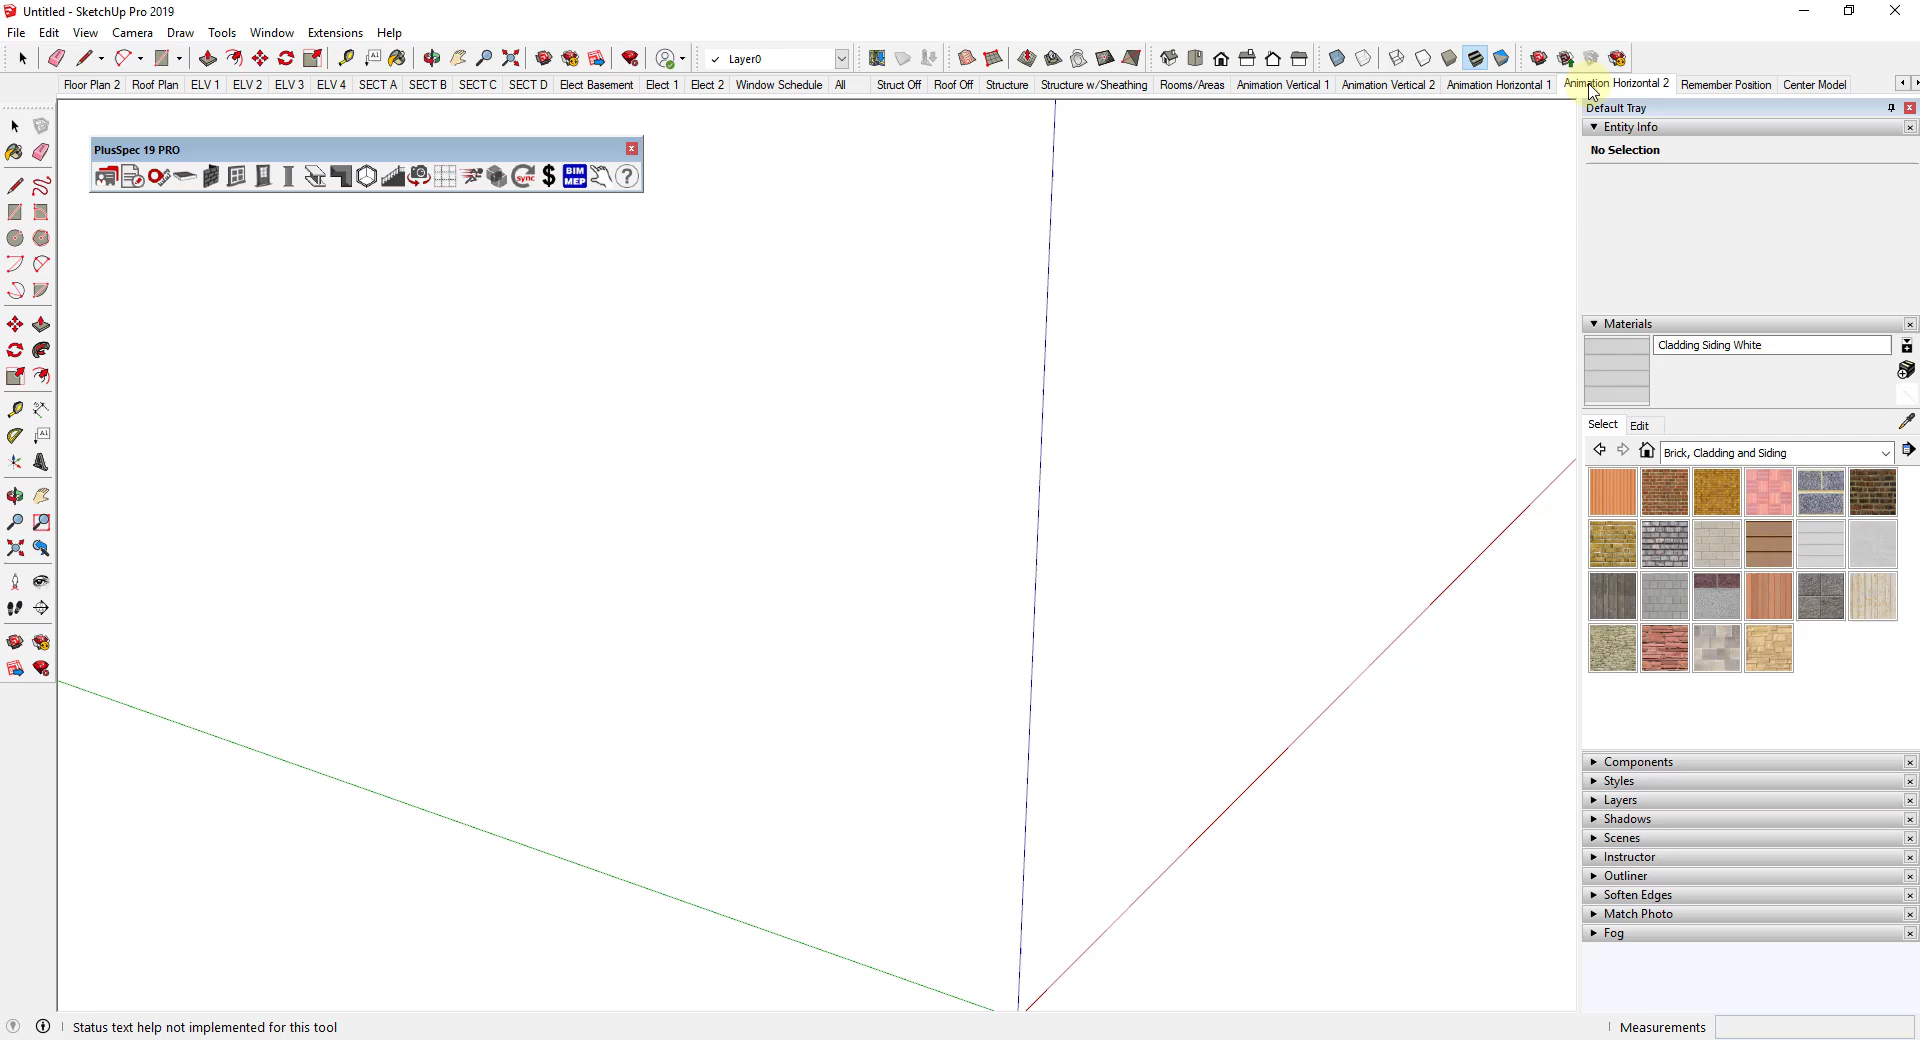 Untitled - SketchUp Pro 2019
File Edit View Camera Draw Tools Window Extensions Help
A1 ✓ Layer0
Floor Plan 2 Roof Plan ELV 1 ELV 2 ELV 3 ELV 4 SECT A SECT B SECT C SECT D Elect Basement Elect 1 Elect 2 Window Schedule All Struct Off Roof Off Structure Structure w/Sheathing Rooms/Areas Animation Vertical 1 Animation Vertical 2 Animation Horizontal 1 Animation Horizontal 2 Remember Position Center Model
Default Tray
Entity Info
No Selection
PlusSpec 19 PRO
sync $ BIM MEP ?
Materials
Cladding Siding White
Select Edit
Brick, Cladding and Siding
A1
Components
Styles
Layers
Shadows
Scenes
Instructor
Outliner
Soften Edges
Match Photo
Fog
Status text help not implemented for this tool
Measurements